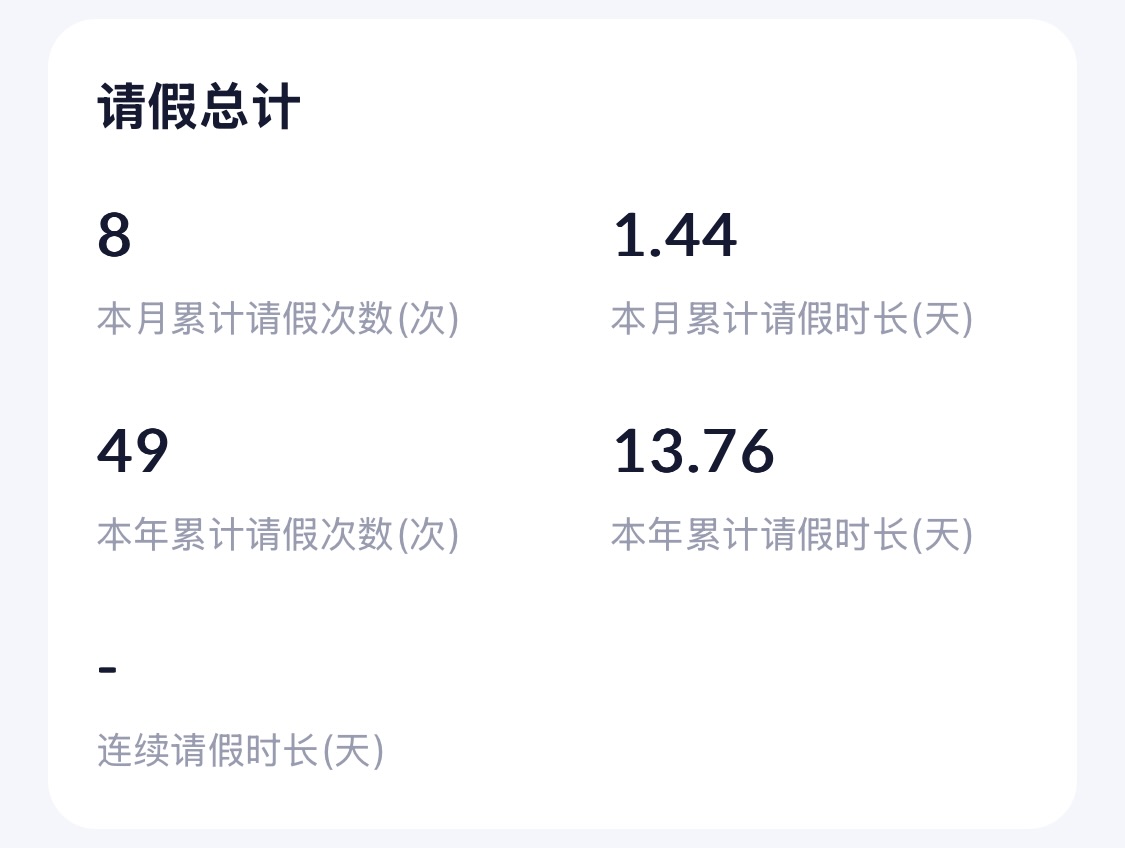 请假总计
8
1.44
本月累计请假次数(次)
本月累计请假时长(天)
49
13.76
本年累计请假次数(次)
本年累计请假时长(天)
-
连续请假时长(天)